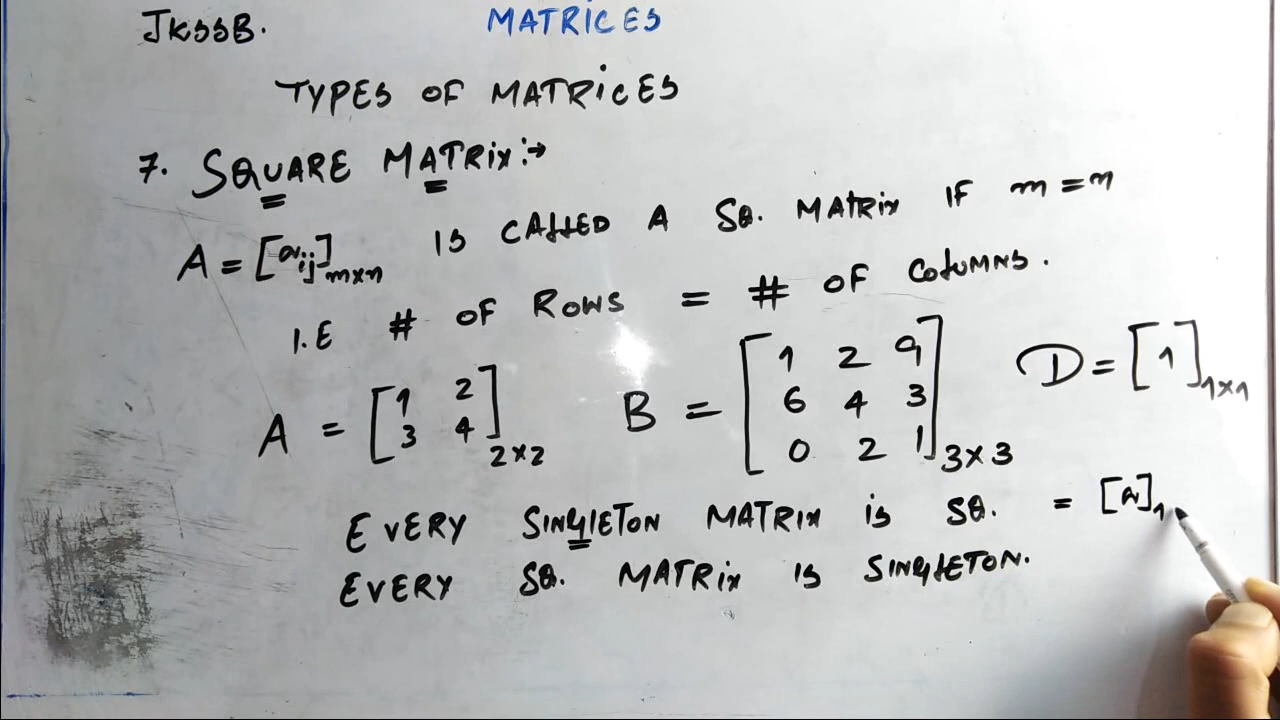 JKSSB. MATRICES
TYPES OF MATRICES
7. SQUARE MATRIX:→
A = [aij]m×n IS CALLED A SQ. MATRIX IF m = n
I.E # OF ROWS = # OF COLUMNS.
A = [1 2 3 4]2×2 B = [1 2 9 6 4 3 0 2 1]3×3 D = [1]1×1
EVERY SINGLETON MATRIX IS SQ. = [a]1
EVERY SQ. MATRIX IS SINGLETON.